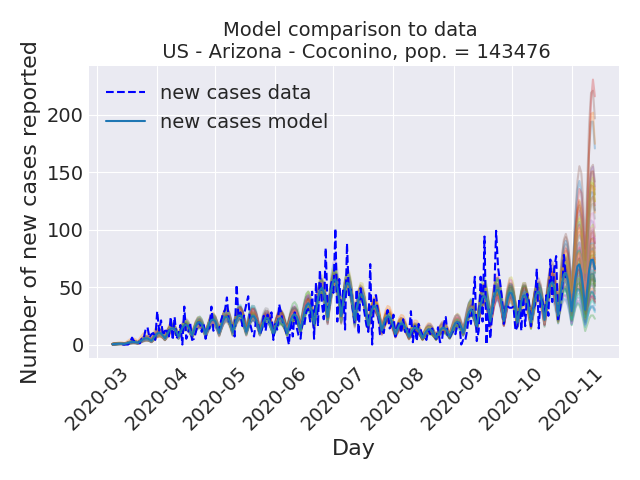 Model comparison to data
US - Arizona - Coconino, pop. = 143476
Number of new cases reported
new cases data
new cases model
200
150
100
50
0
2020-03
2020-04
2020-05
2020-06
2020-07
2020-08
2020-09
2020-10
2020-11
Day